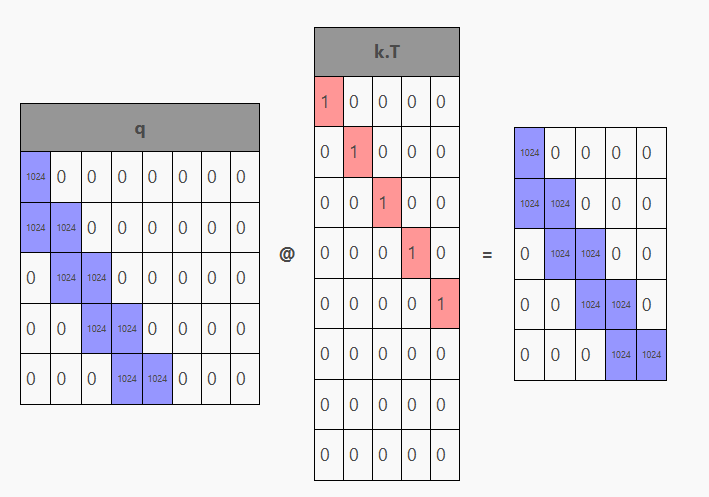 q
1024 0 0 0 0 0 0 0
1024 1024 0 0 0 0 0 0
0 1024 1024 0 0 0 0 0
0 0 1024 1024 0 0 0 0
0 0 0 1024 1024 0 0 0
@
k.T
1 0 0 0 0
0 1 0 0 0
0 0 1 0 0
0 0 0 1 0
0 0 0 0 1
0 0 0 0 0
0 0 0 0 0
0 0 0 0 0
=
1024 0 0 0 0
1024 1024 0 0 0
0 1024 1024 0 0
0 0 1024 1024 0
0 0 0 1024 1024